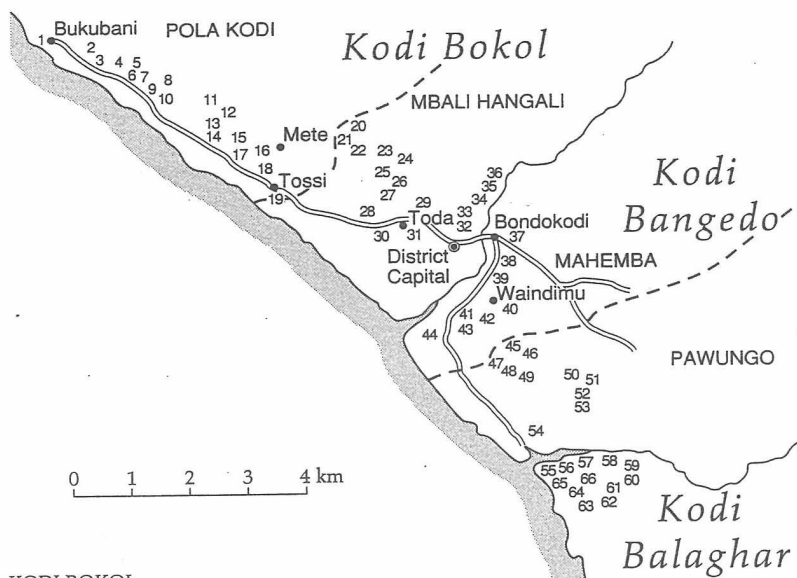 1 Bukubani
POLA KODI
Kodi Bokol
2
3 4 5
6 7 8
9
10
11
12
13
14 15
17 16 Mete
18
Tossi
19
MBALI HANGALI
20
21
22 23
24
25
26
27
28 29
30 31 Toda
District
Capital
36
35
34
33
32
Bondokodi
37
38
39
Waindimu
40
41
42
43
44
MAHEMBA
Kodi
Bangedo
45
46
47
48 49
50 51
52
53
PAWUNGO
54
55 56 57 58 59
65 66 60
64 61
63 62
Kodi
Balaghar
0 1 2 3 4 km
KODI BOKOL